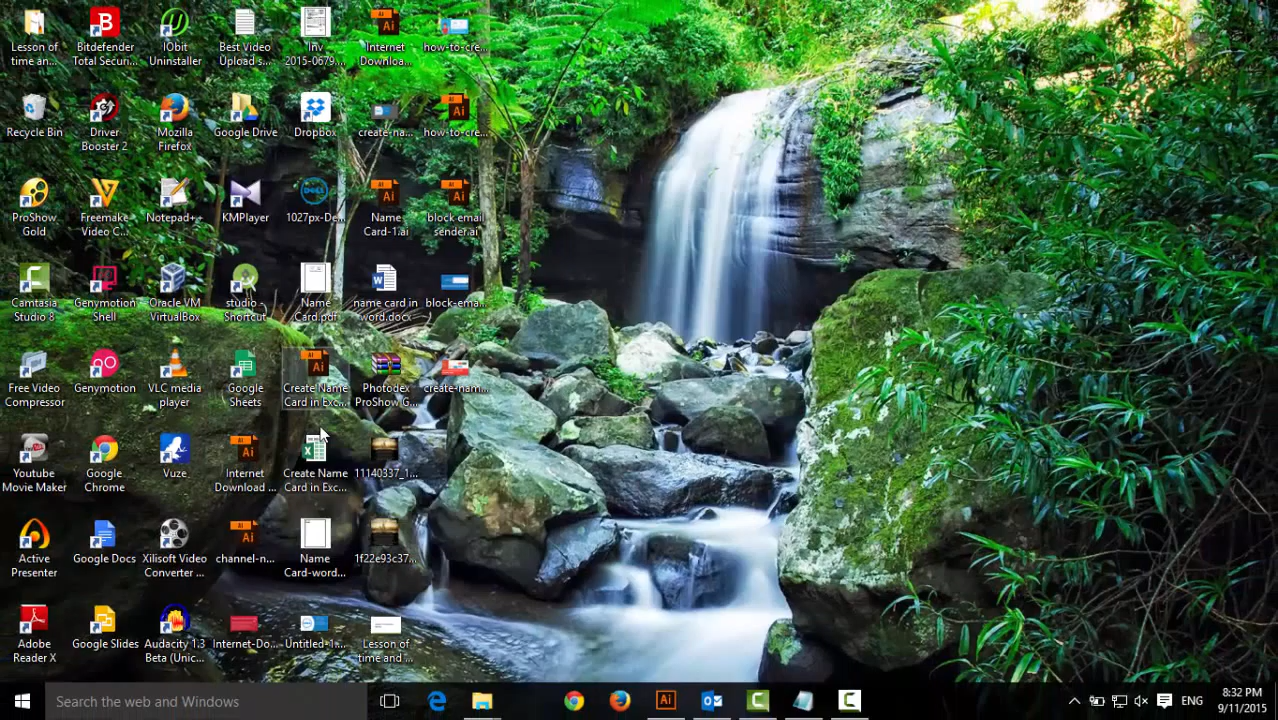 Lesson of
time an...
Bitdefender
Total Securi...
IObit
Uninstaller
Best Video
Upload s...
Inv
2015-0679...
Internet
Downloa...
how-to-cre...
Recycle Bin
Driver
Booster 2
Mozilla
Firefox
Google Drive
Dropbox
create-na...
how-to-cre...
ProShow
Gold
Freemake
Video C...
Notepad++
KMPlayer
1027px-De...
Name
Card-1.ai
block email
sender.ai
Camtasia
Studio 8
Genymotion
Shell
Oracle VM
VirtualBox
studio -
Shortcut
Name
Card.pdf
name card in
word.docx
block-ema...
Free Video
Compressor
Genymotion
VLC media
player
Google
Sheets
Create Name
Card in Exc...
Photodex
ProShow G...
create-nam...
Youtube
Movie Maker
Google
Chrome
Vuze
Internet
Download ...
Create Name
Card in Exc...
11140337_1...
Active
Presenter
Google Docs
Xilisoft Video
Converter ...
channel-n...
Name
Card-word...
1f22e93c37...
Adobe
Reader X
Google Slides
Audacity 1.3
Beta (Unic...
Internet-Do...
Untitled-1...
Lesson of
time and ...
Search the web and Windows
ENG
8:32 PM
9/11/2015